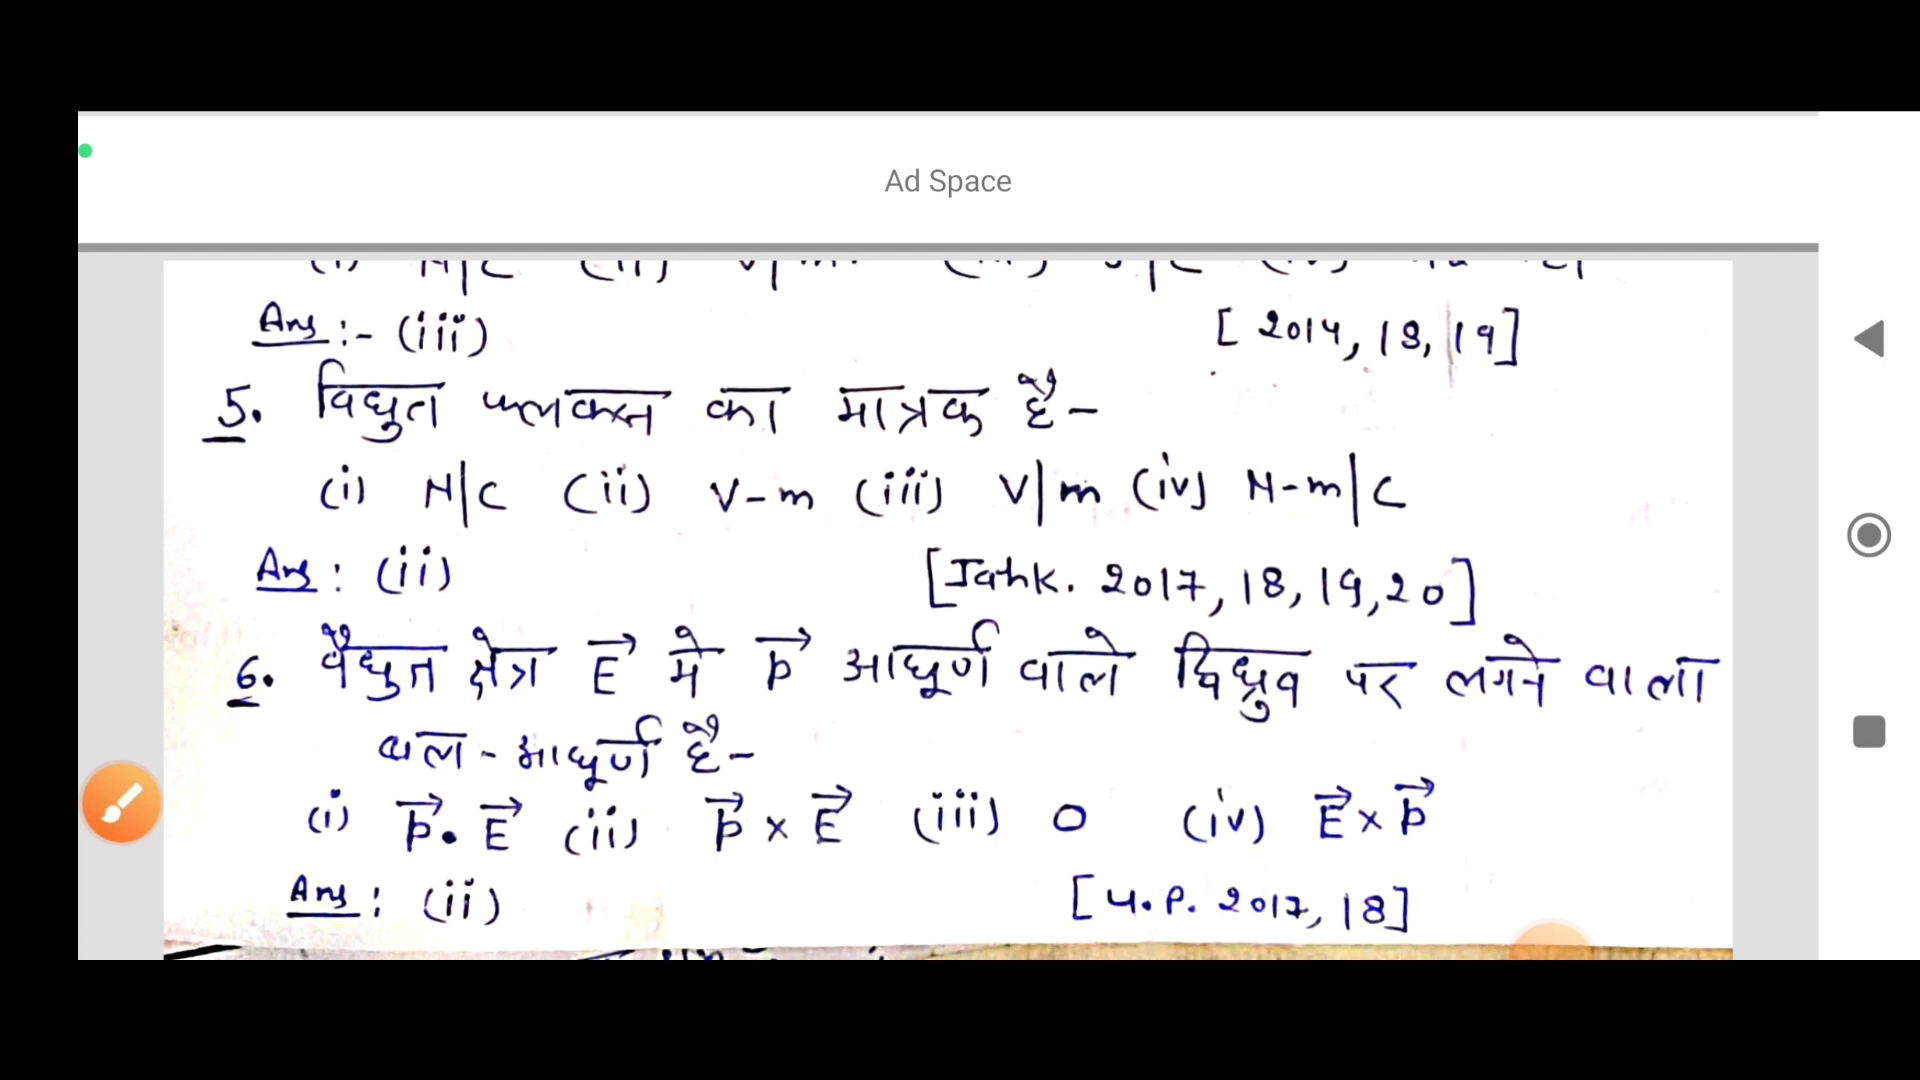 Ad Space
Ans :- (iii) [ 2014, 18, 19]
5. विद्युत फ्लक्स का मात्रक है -
(i) N/C (ii) V-m (iii) V/m (iv) N-m/C
Ans : (ii) [Jahk. 2017, 18, 19, 20]
6. वैद्युत क्षेत्र E⃗ मे p⃗ आघूर्ण वाले द्विध्रुव पर लगने वाला
बल - आघूर्ण है -
(i) p⃗ . E⃗ (ii) p⃗ x E⃗ (iii) 0 (iv) E⃗ x p⃗
Ans : (ii) [U.P. 2017, 18]